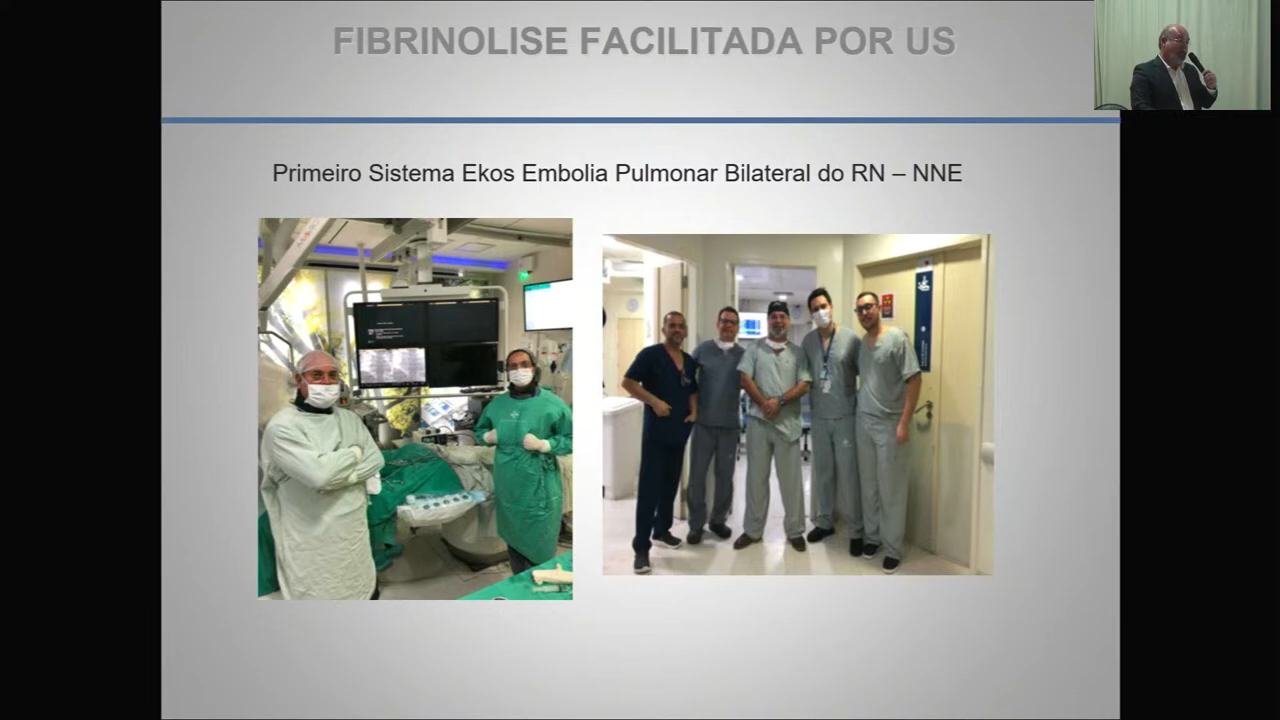 FIBRINOLISE FACILITADA POR US
Primeiro Sistema Ekos Embolia Pulmonar Bilateral do RN – NNE